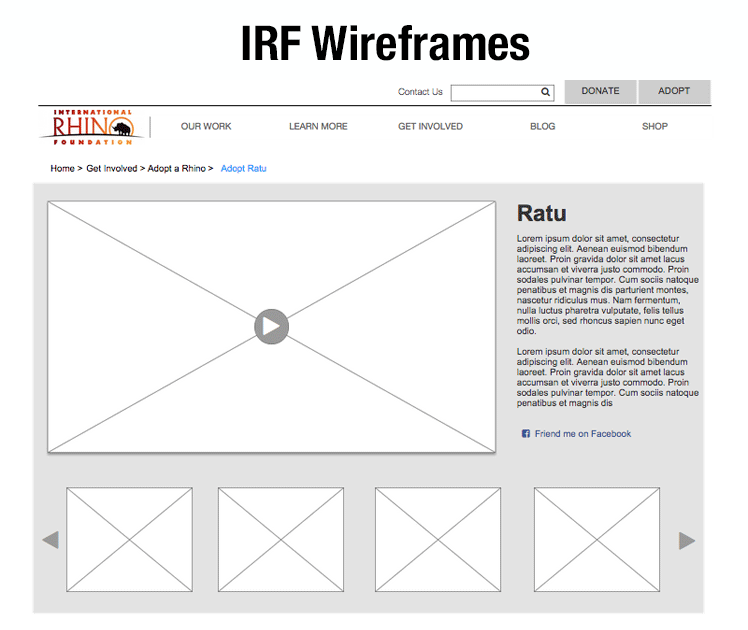 IRF Wireframes
Contact Us
DONATE
ADOPT
INTERNATIONAL
RHINO
FOUNDATION
OUR WORK
LEARN MORE
GET INVOLVED
BLOG
SHOP
Home > Get Involved > Adopt a Rhino > Adopt Ratu
Ratu
Lorem ipsum dolor sit amet, consectetur
adipiscing elit. Aenean euismod bibendum
laoreet. Proin gravida dolor sit amet lacus
accumsan et viverra justo commodo. Proin
sodales pulvinar tempor. Cum sociis natoque
penatibus et magnis dis parturient montes,
nascetur ridiculus mus. Nam fermentum,
nulla luctus pharetra vulputate, felis tellus
mollis orci, sed rhoncus sapien nunc eget
odio.
Lorem ipsum dolor sit amet, consectetur
adipiscing elit. Aenean euismod bibendum
laoreet. Proin gravida dolor sit amet lacus
accumsan et viverra justo commodo. Proin
sodales pulvinar tempor. Cum sociis natoque
penatibus et magnis dis
Friend me on Facebook